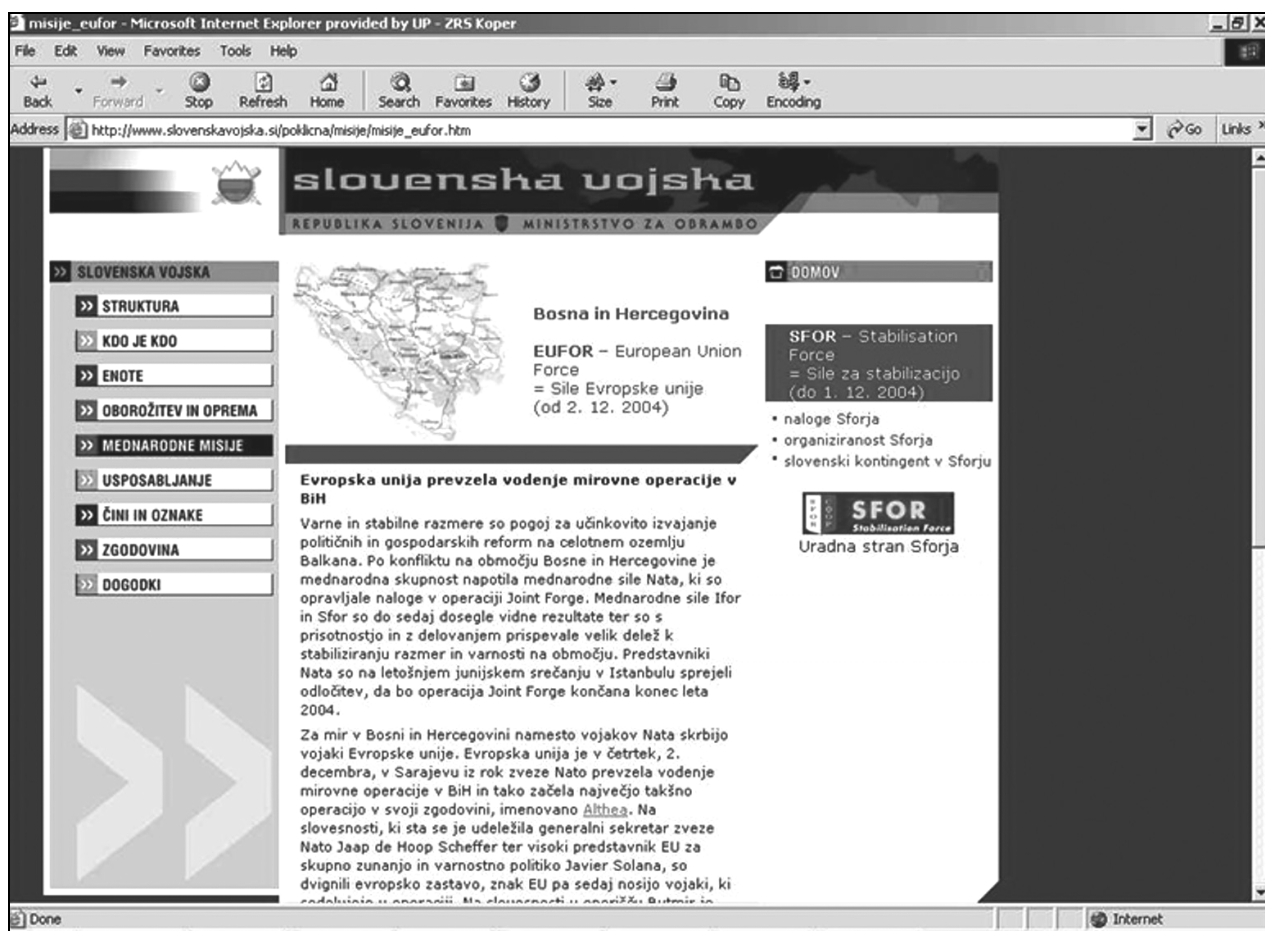 misije_eufor - Microsoft Internet Explorer provided by UP - ZRS Koper
File Edit View Favorites Tools Help
Back Forward Stop Refresh Home Search Favorites History Size Print Copy Encoding
Address http://www.slovenskavojska.si/poklicna/misije/misije_eufor.htm Go Links
slovenska vojska
REPUBLIKA SLOVENIJA MINISTRSTVO ZA OBRAMBO
SLOVENSKA VOJSKA
STRUKTURA
KDO JE KDO
ENOTE
OBOROŽITEV IN OPREMA
MEDNARODNE MISIJE
USPOSABLJANJE
ČINI IN OZNAKE
ZGODOVINA
DOGODKI
Bosna in Hercegovina
EUFOR – European Union
Force
= Sile Evropske unije
(od 2. 12. 2004)
Evropska unija prevzela vodenje mirovne operacije v
BiH
Varne in stabilne razmere so pogoj za učinkovito izvajanje
političnih in gospodarskih reform na celotnem ozemlju
Balkana. Po konfliktu na območju Bosne in Hercegovine je
mednarodna skupnost napotila mednarodne sile Nata, ki so
opravljale naloge v operaciji Joint Forge. Mednarodne sile Ifor
in Sfor so do sedaj dosegle vidne rezultate ter so s
prisotnostjo in z delovanjem prispevale velik delež k
stabiliziranju razmer in varnosti na območju. Predstavniki
Nata so na letošnjem junijskem srečanju v Istanbulu sprejeli
odločitev, da bo operacija Joint Forge končana konec leta
2004.
Za mir v Bosni in Hercegovini namesto vojakov Nata skrbijo
vojaki Evropske unije. Evropska unija je v četrtek, 2.
decembra, v Sarajevu iz rok zveze Nato prevzela vodenje
mirovne operacije v BiH in tako začela največjo takšno
operacijo v svoji zgodovini, imenovano Althea. Na
slovesnosti, ki sta se je udeležila generalni sekretar zveze
Nato Jaap de Hoop Scheffer ter visoki predstavnik EU za
skupno zunanjo in varnostno politiko Javier Solana, so
dvignili evropsko zastavo, znak EU pa sedaj nosijo vojaki, ki
sodelujejo v operaciji. Na slovesnosti v oporišču Butmir je
DOMOV
SFOR – Stabilisation
Force
= Sile za stabilizacijo
(do 1. 12. 2004)
• naloge Sforja
• organiziranost Sforja
• slovenski kontingent v Sforju
SFOR
Stabilisation Force
Uradna stran Sforja
Done Internet